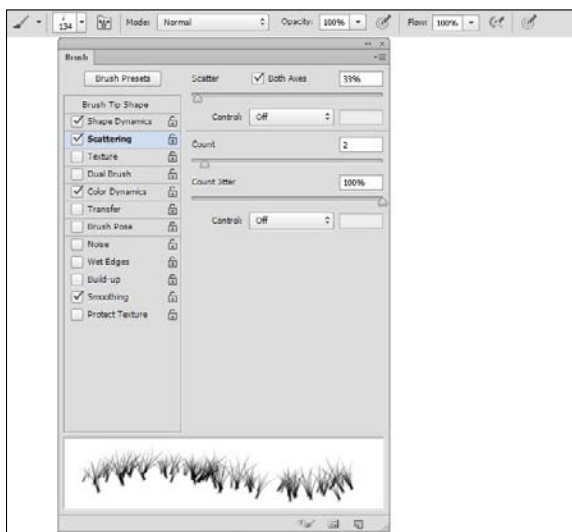 134 Mode: Normal Opacity: 100% Flow: 100%
Brush
Brush Presets
Brush Tip Shape
Shape Dynamics
Scattering
Texture
Dual Brush
Color Dynamics
Transfer
Brush Pose
Noise
Wet Edges
Build-up
Smoothing
Protect Texture
Scatter Both Axes 33%
Control: Off
Count 2
Count Jitter 100%
Control: Off